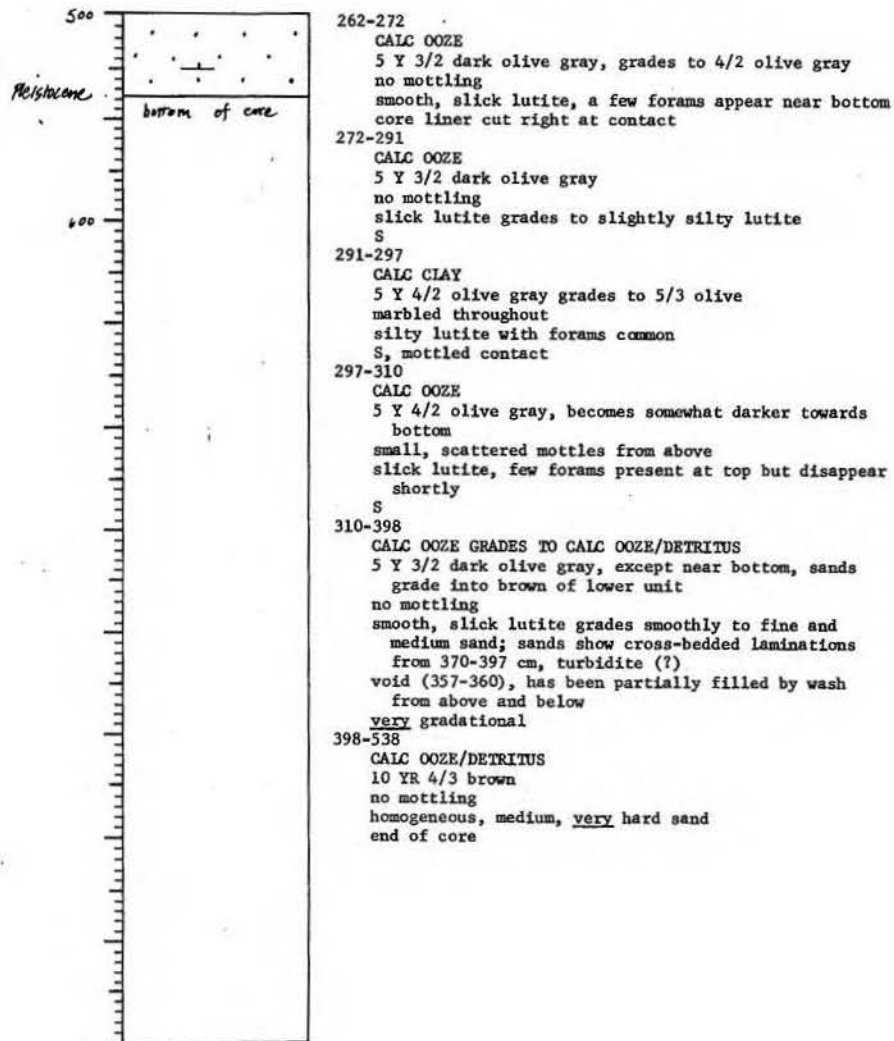 500
Pleistocene
bottom of core
600
262-272
CALC OOZE
5 Y 3/2 dark olive gray, grades to 4/2 olive gray
no mottling
smooth, slick lutite, a few forams appear near bottom
core liner cut right at contact
272-291
CALC OOZE
5 Y 3/2 dark olive gray
no mottling
slick lutite grades to slightly silty lutite
S
291-297
CALC CLAY
5 Y 4/2 olive gray grades to 5/3 olive
marbled throughout
silty lutite with forams common
S, mottled contact
297-310
CALC OOZE
5 Y 4/2 olive gray, becomes somewhat darker towards
bottom
small, scattered mottles from above
slick lutite, few forams present at top but disappear
shortly
S
310-398
CALC OOZE GRADES TO CALC OOZE/DETRITUS
5 Y 3/2 dark olive gray, except near bottom, sands
grade into brown of lower unit
no mottling
smooth, slick lutite grades smoothly to fine and
medium sand; sands show cross-bedded laminations
from 370-397 cm, turbidite (?)
void (357-360), has been partially filled by wash
from above and below
very gradational
398-538
CALC OOZE/DETRITUS
10 YR 4/3 brown
no mottling
homogeneous, medium, very hard sand
end of core